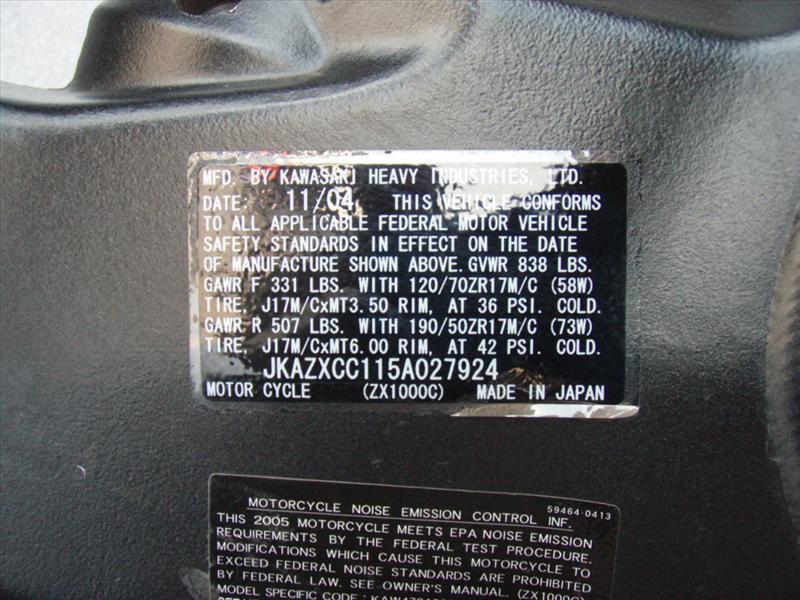 MFD. BY KAWASAKI HEAVY INDUSTRIES, LTD.
DATE: 11/04 THIS VEHICLE CONFORMS
TO ALL APPLICABLE FEDERAL MOTOR VEHICLE
SAFETY STANDARDS IN EFFECT ON THE DATE
OF MANUFACTURE SHOWN ABOVE. GVWR 838 LBS.
GAWR F 331 LBS. WITH 120/70ZR17M/C (58W)
TIRE, J17M/CxMT3.50 RIM, AT 36 PSI. COLD.
GAWR R 507 LBS. WITH 190/50ZR17M/C (73W)
TIRE, J17M/CxMT6.00 RIM, AT 42 PSI. COLD.
JKAZXCC115A027924
MOTOR CYCLE (ZX1000C) MADE IN JAPAN
59464-0413
MOTORCYCLE NOISE EMISSION CONTROL INF.
THIS 2005 MOTORCYCLE MEETS EPA NOISE EMISSION
REQUIREMENTS BY THE FEDERAL TEST PROCEDURE.
MODIFICATIONS WHICH CAUSE THIS MOTORCYCLE TO
EXCEED FEDERAL NOISE STANDARDS ARE PROHIBITED
BY FEDERAL LAW. SEE OWNER'S MANUAL. (ZX1000C)
MODEL SPECIFIC CODE: